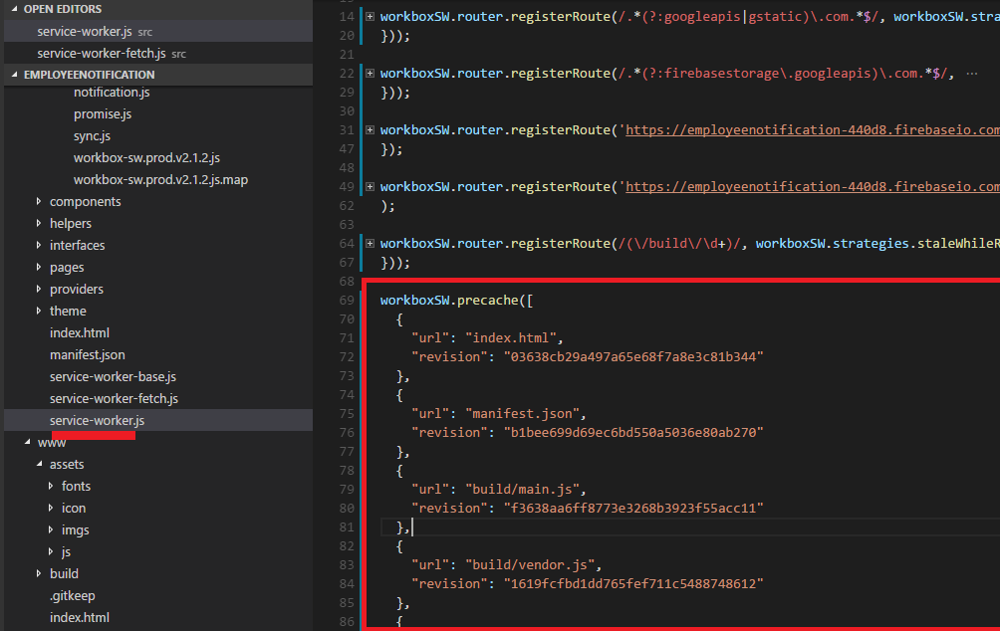 OPEN EDITORS
service-worker.js src
service-worker-fetch.js src
EMPLOYEENOTIFICATION
notification.js
promise.js
sync.js
workbox-sw.prod.v2.1.2.js
workbox-sw.prod.v2.1.2.js.map
components
helpers
interfaces
pages
providers
theme
index.html
manifest.json
service-worker-base.js
service-worker-fetch.js
service-worker.js
www
assets
fonts
icon
imgs
js
build
.gitkeep
index.html
14 workboxSW.router.registerRoute(/.*(?:googleapis|gstatic)\.com.*$/, workboxSW.stra
20 }));
21
22 workboxSW.router.registerRoute(/.*(?:firebasestorage\.googleapis)\.com.*$/, ...
29 }));
30
31 workboxSW.router.registerRoute('https://employeenotification-440d8.firebaseio.com
47 });
48
49 workboxSW.router.registerRoute('https://employeenotification-440d8.firebaseio.com
62 );
63
64 workboxSW.router.registerRoute(/(\/build\/\d+)/, workboxSW.strategies.staleWhileR
67 }));
68
69 workboxSW.precache([
70 {
71 "url": "index.html",
72 "revision": "03638cb29a497a65e68f7a8e3c81b344"
73 },
74 {
75 "url": "manifest.json",
76 "revision": "b1bee699d69ec6bd550a5036e80ab270"
77 },
78 {
79 "url": "build/main.js",
80 "revision": "f3638aa6ff8773e3268b3923f55acc11"
81 },
82 {
83 "url": "build/vendor.js",
84 "revision": "1619fcfbd1dd765fef711c5488748612"
85 },
86 {